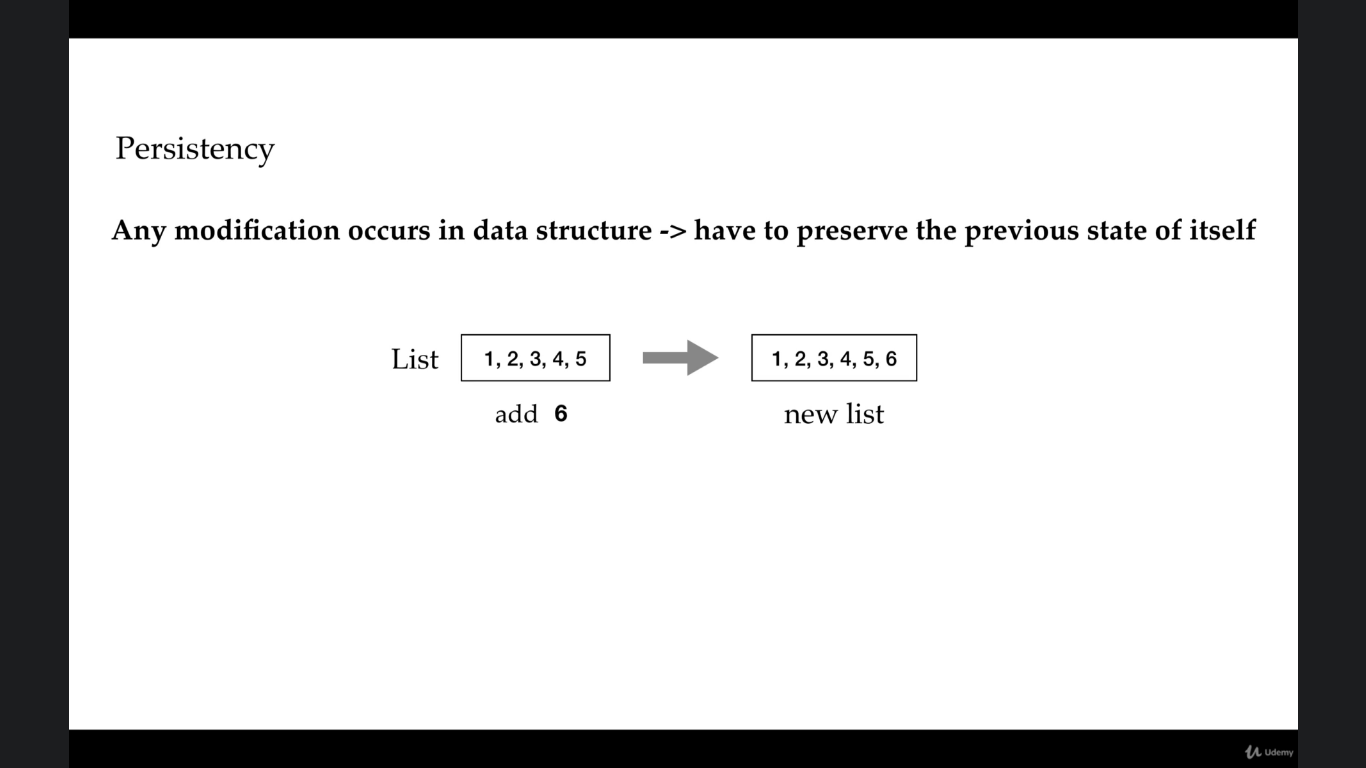 Persistency
Any modification occurs in data structure -> have to preserve the previous state of itself
List 1, 2, 3, 4, 5 1, 2, 3, 4, 5, 6
add 6 new list
Udemy